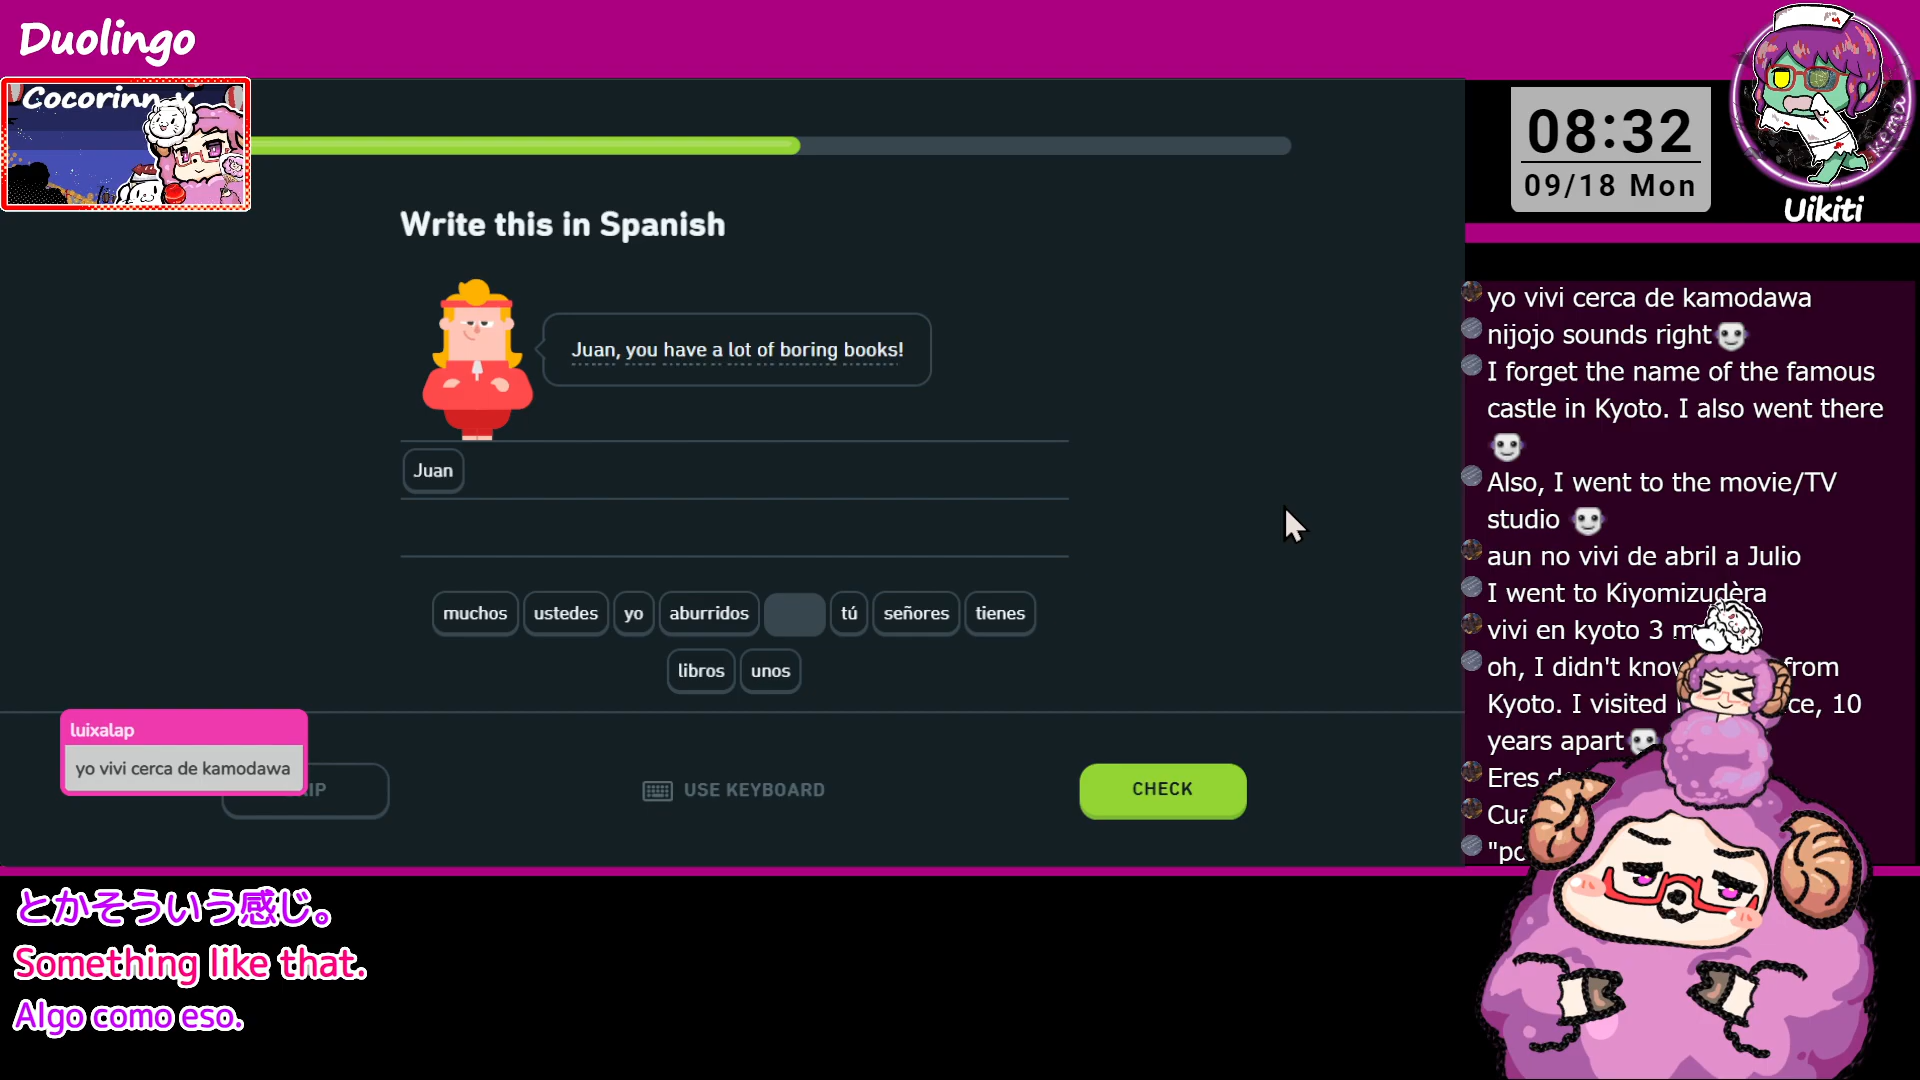 Duolingo
Cocorinn_y
08:32
09/18 Mon
Uikiti
Write this in Spanish
Juan, you have a lot of boring books!
Juan
muchos ustedes yo aburridos tú señores tienes
libros unos
luixalap
yo vivi cerca de kamodawa
USE KEYBOARD
CHECK
yo vivi cerca de kamodawa
nijojo sounds right
I forget the name of the famous
castle in Kyoto. I also went there
Also, I went to the movie/TV
studio
aun no vivi de abril a Julio
I went to Kiyomizudèra
vivi en kyoto 3
oh, I didn't from
Kyoto. I visited 10
years apart
Eres
とかそういう感じ。
Something like that.
Algo como eso.